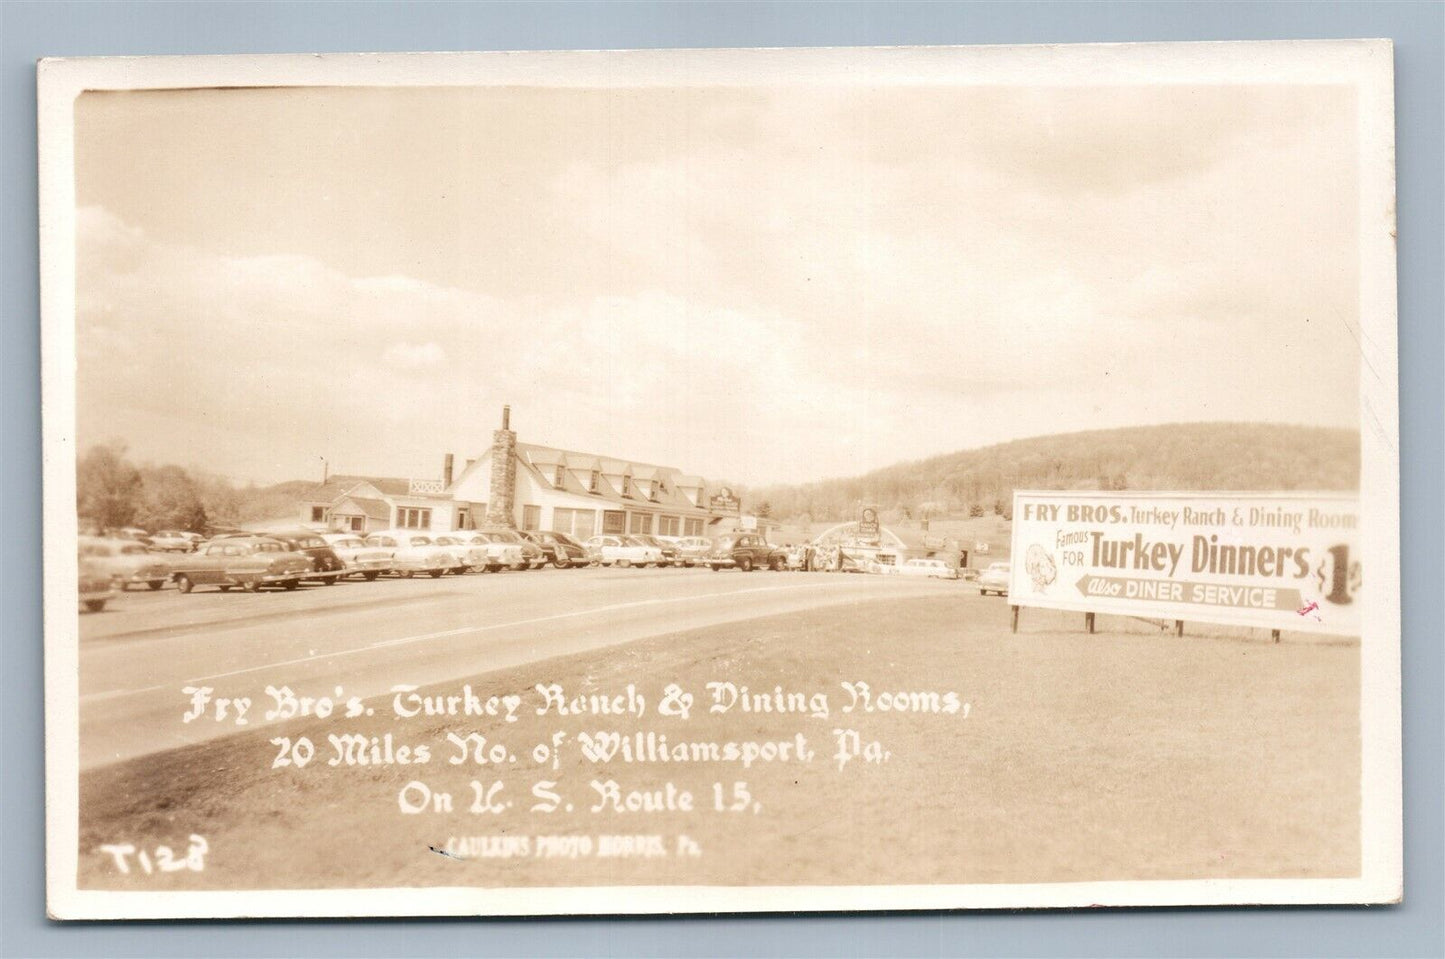 FRY BROS. Turkey Ranch & Dining Room
Famous
FOR Turkey Dinners $1
Also DINER SERVICE
Fry Bro's. Turkey Ranch & Dining Rooms,
20 Miles No. of Williamsport, Pa,
On U. S. Route 15,
CAULKINS PHOTO MORRIS, Pa.
T128